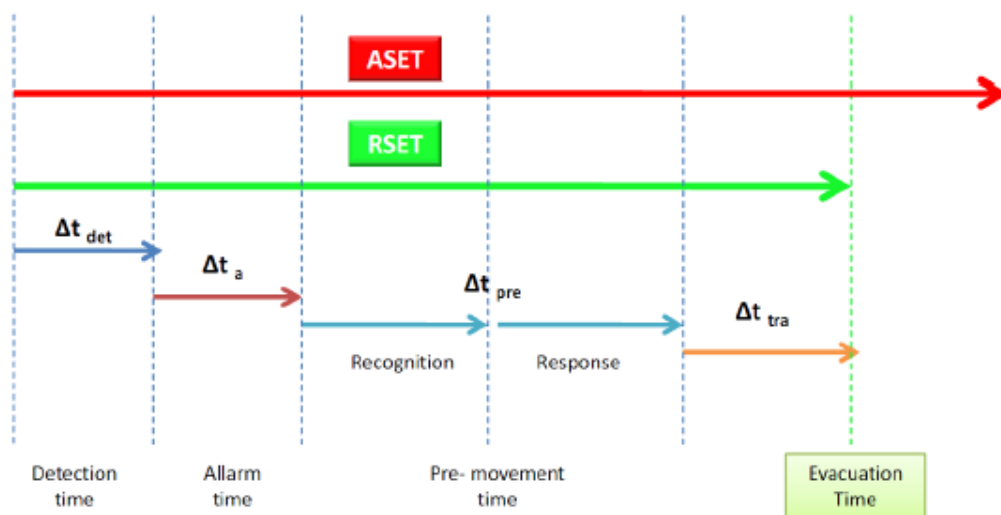 ASET
RSET
Δt det
Δt a
Δt pre
Δt tra
Recognition
Response
Detection
time
Allarm
time
Pre- movement
time
Evacuation
Time